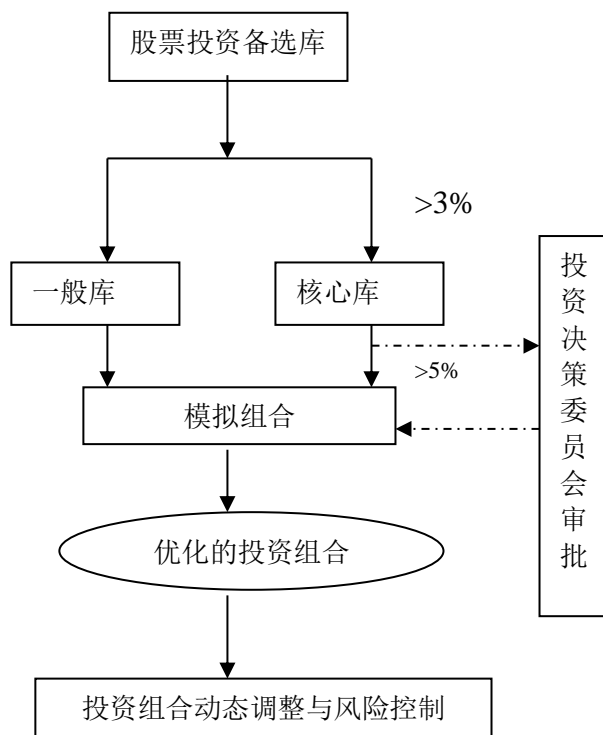 股票投资备选库
>3%
一般库
核心库
投资决策委员会审批
>5%
模拟组合
优化的投资组合
投资组合动态调整与风险控制